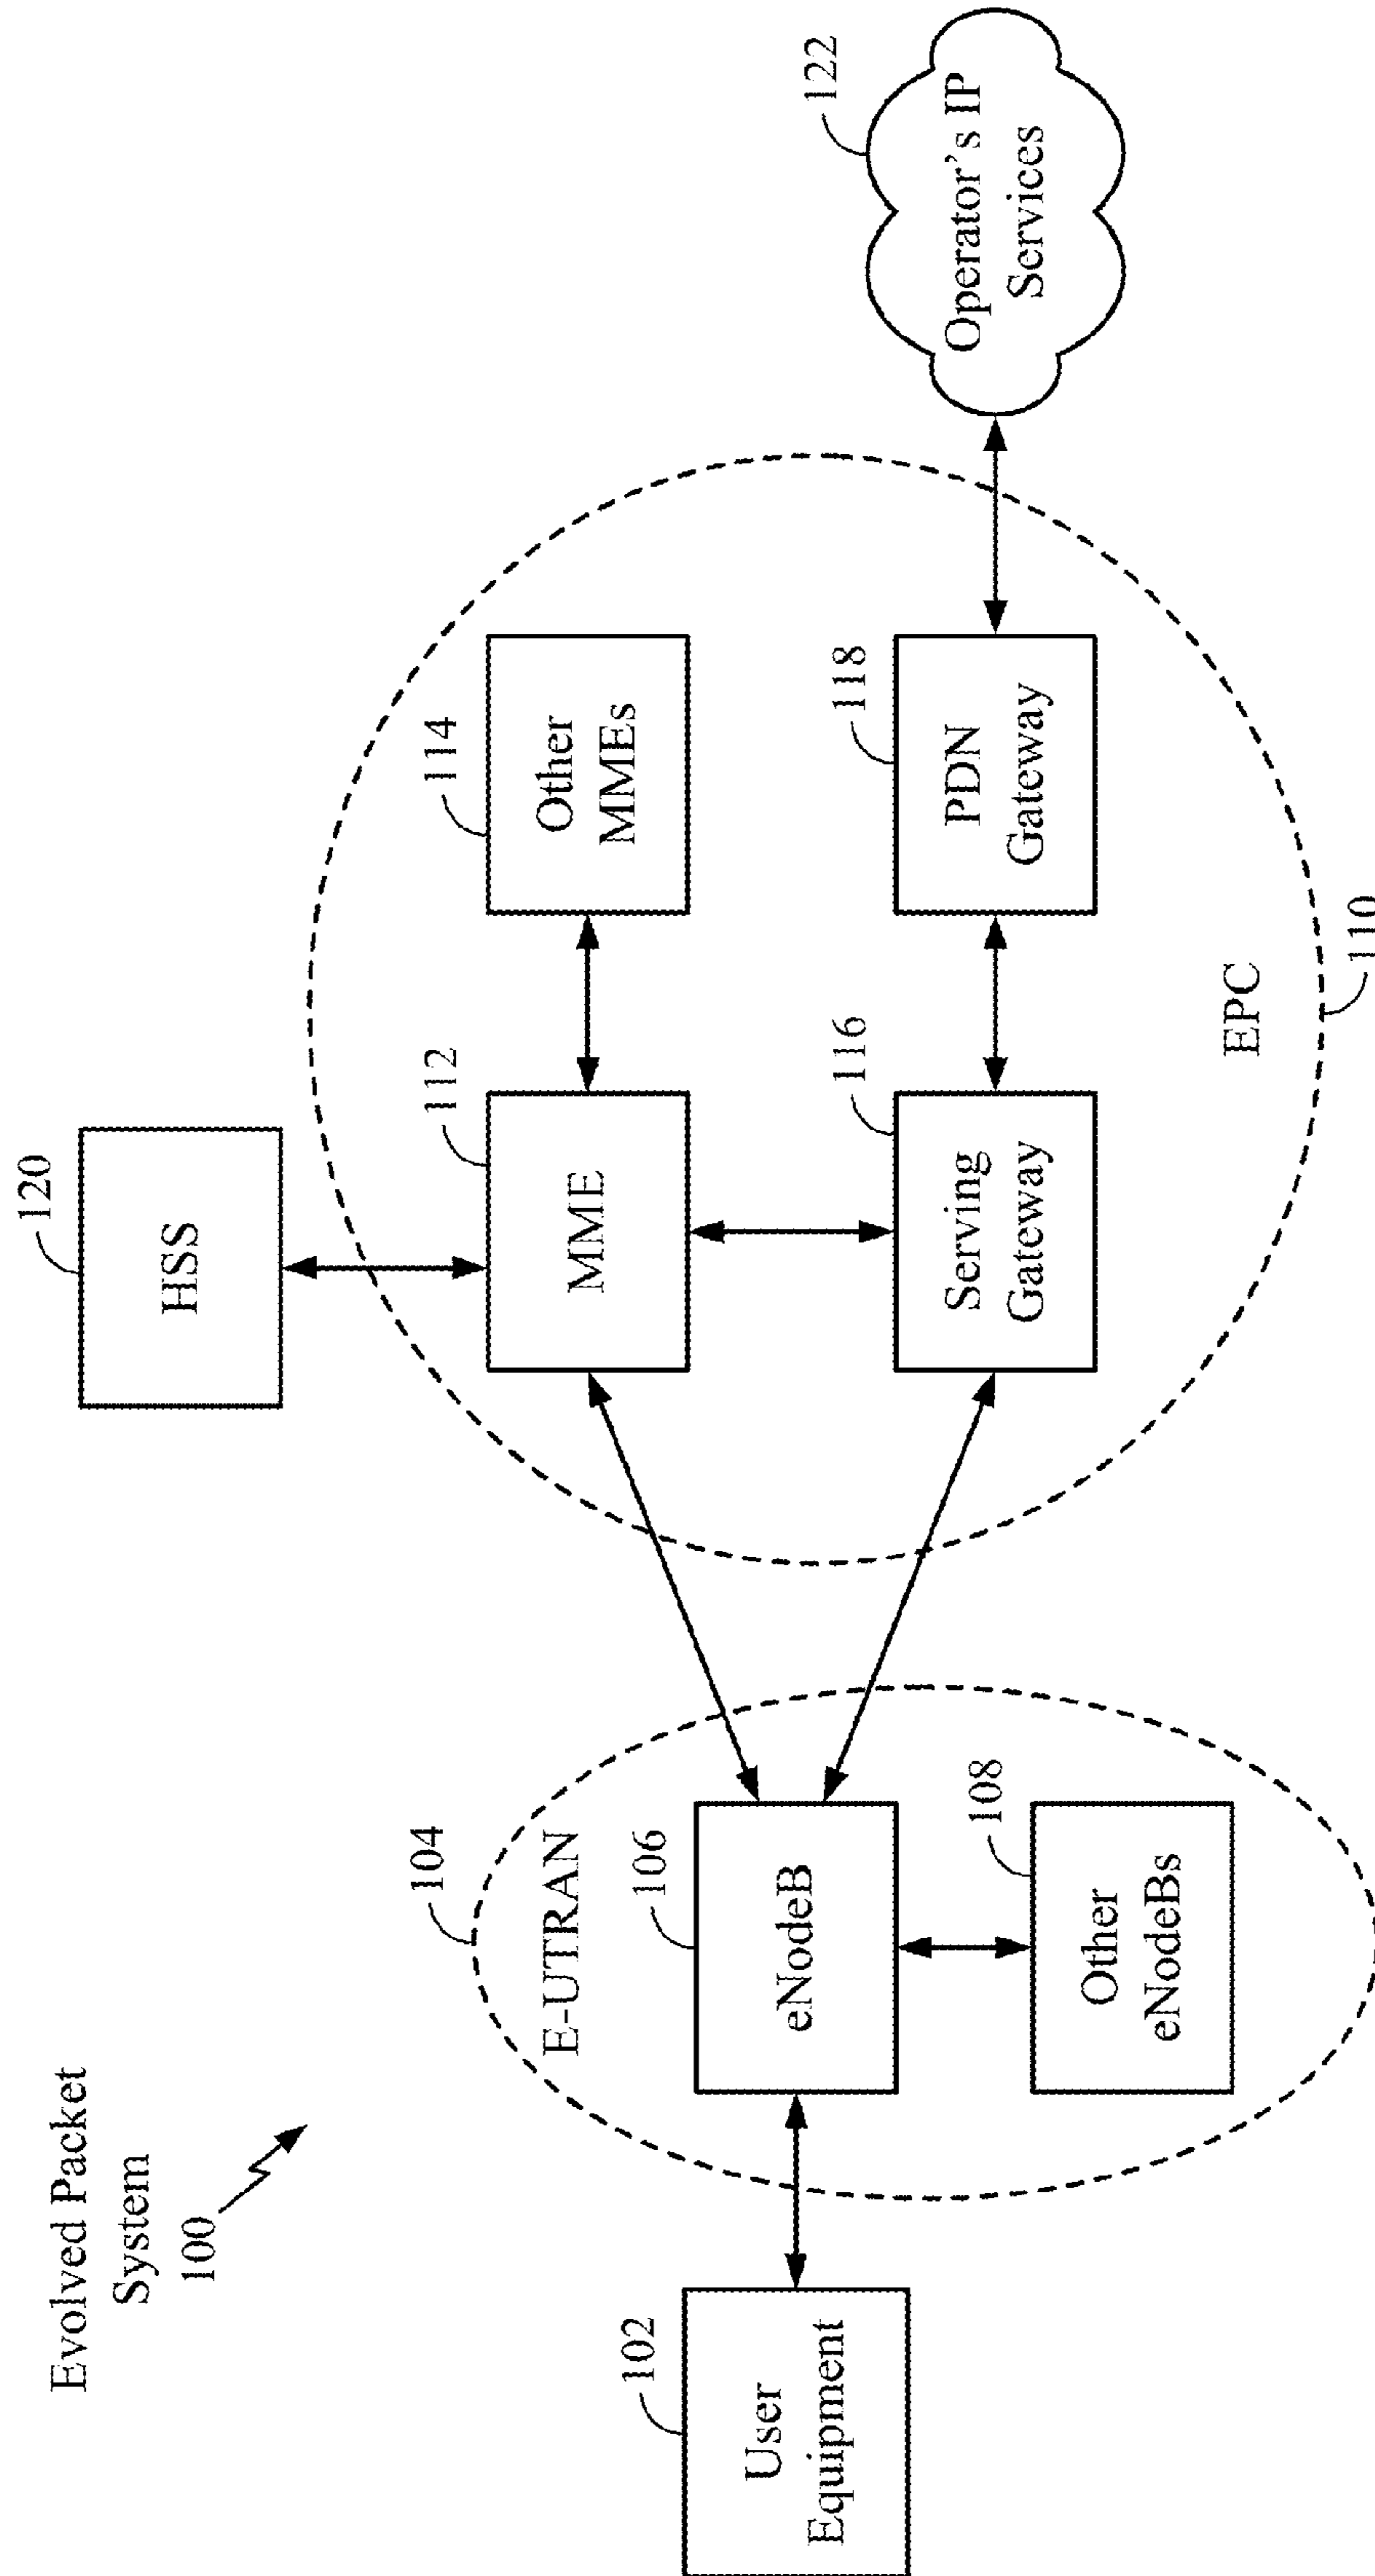 Evolved Packet
System
100
102
User
Equipment
104
E-UTRAN
106
eNodeB
108
Other
eNodeBs
120
HSS
112
MME
114
Other
MMEs
116
Serving
Gateway
118
PDN
Gateway
EPC
110
122
Operator's IP
Services